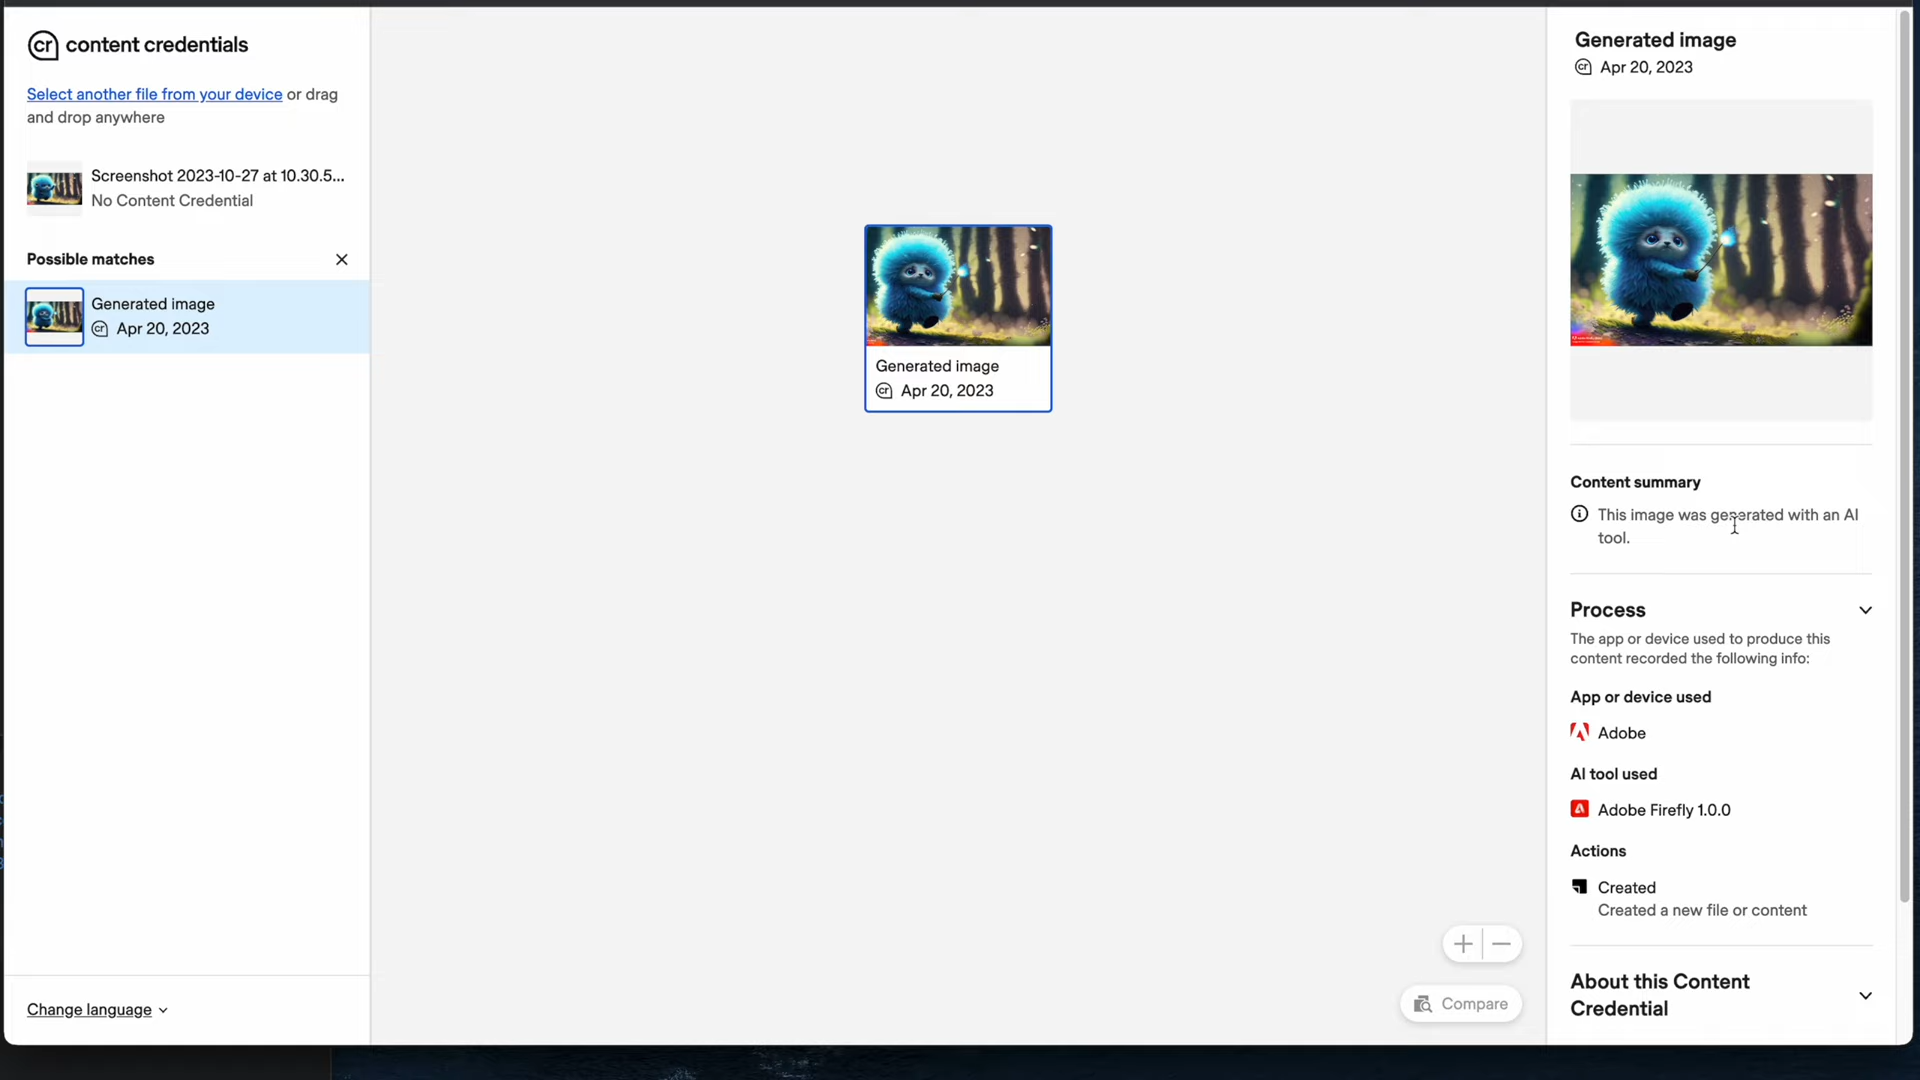 cr content credentials
Select another file from your device or drag
and drop anywhere
Screenshot 2023-10-27 at 10.30.5...
No Content Credential
Possible matches
Generated image
cr Apr 20, 2023
Generated image
cr Apr 20, 2023
Change language
Compare
Generated image
cr Apr 20, 2023
Content summary
This image was generated with an AI
tool.
Process
The app or device used to produce this
content recorded the following info:
App or device used
Adobe
AI tool used
Adobe Firefly 1.0.0
Actions
Created
Created a new file or content
About this Content
Credential